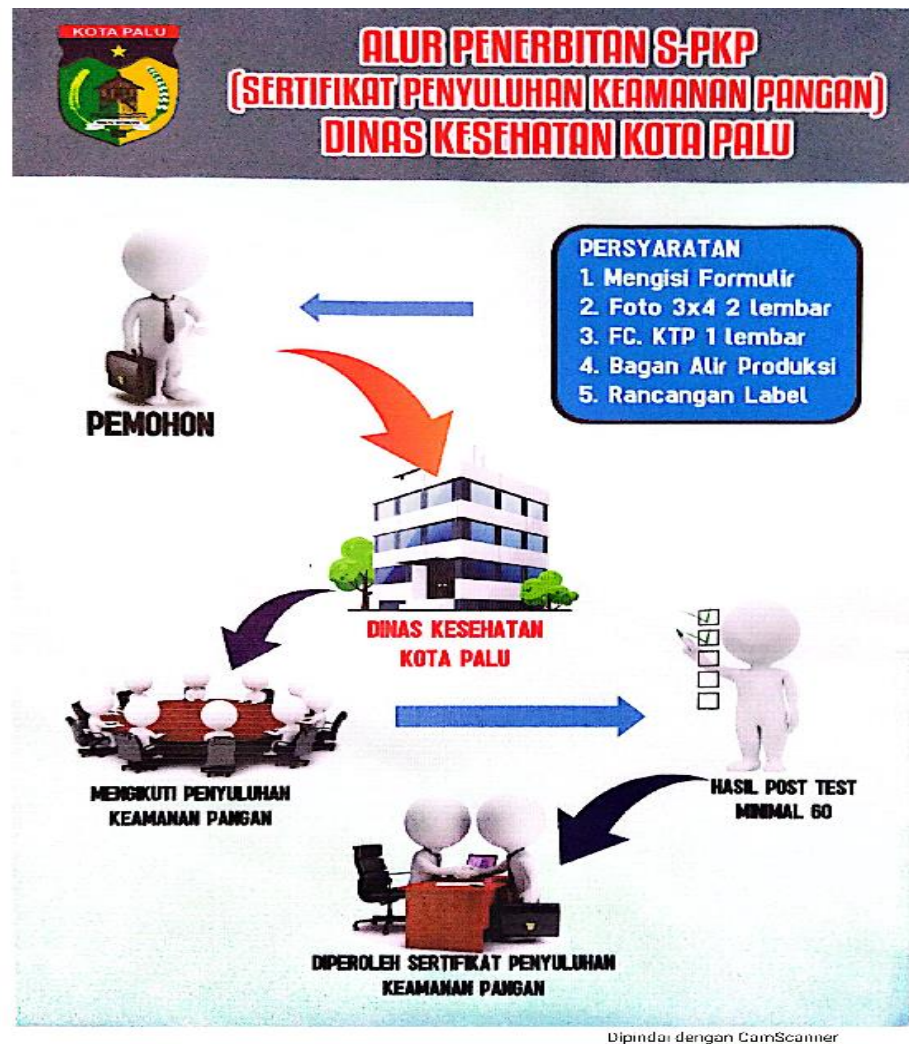 KOTA PALU
ALUR PENERBITAN S-PKP
(SERTIFIKAT PENYULUHAN KEAMANAN PANGAN)
DINAS KESEHATAN KOTA PALU
PERSYARATAN
1. Mengisi Formulir
2. Foto 3x4 2 lembar
3. FC. KTP 1 lembar
4. Bagan Alir Produksi
5. Rancangan Label
PEMOHON
DINAS KESEHATAN
KOTA PALU
MENGIKUTI PENYULUHAN
KEAMANAN PANGAN
HASIL POST TEST
MINIMAL 60
DIPEROLEH SERTIFIKAT PENYULUHAN
KEAMANAN PANGAN
Dipindai dengan CamScanner